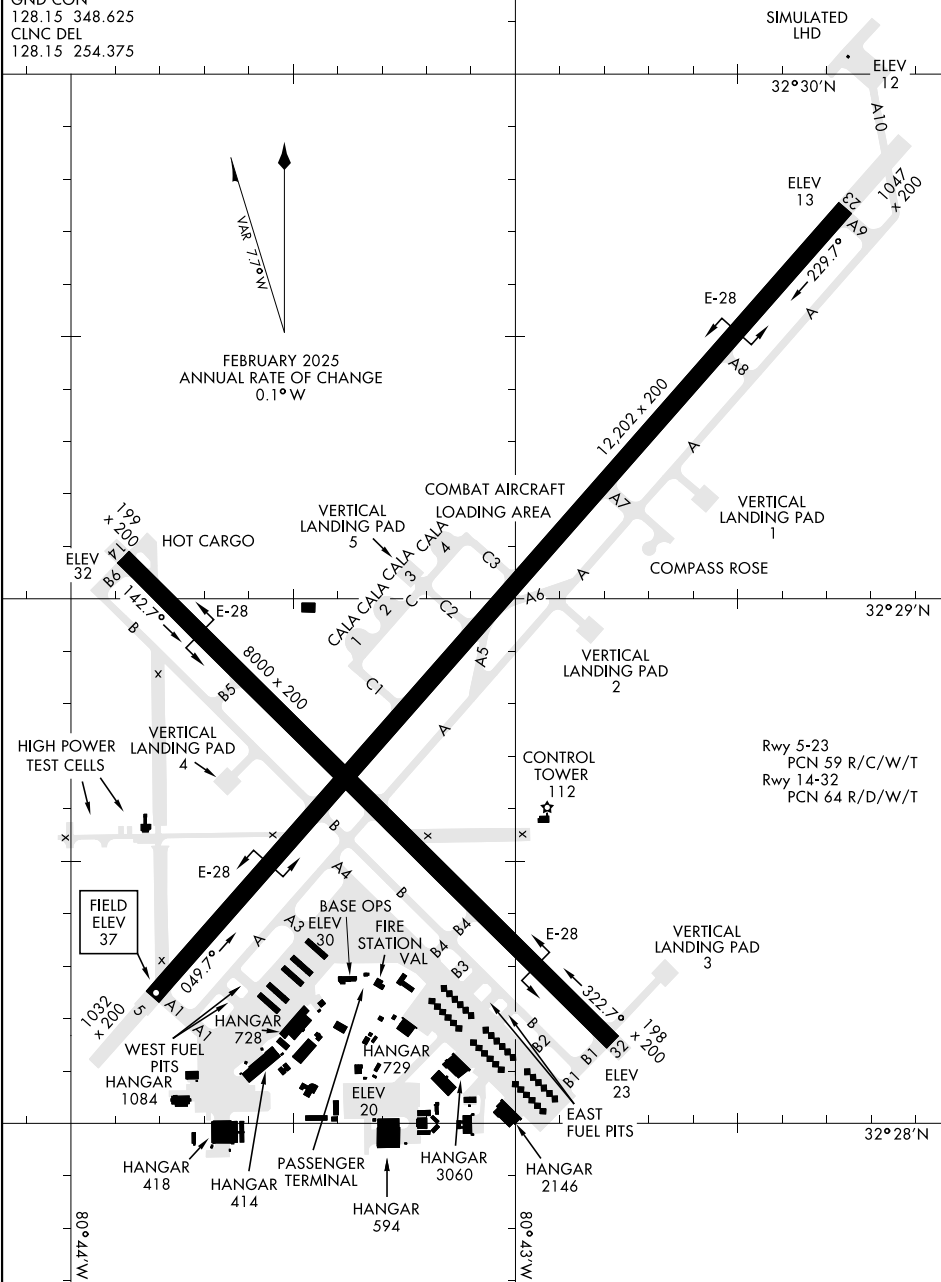 GND CON
128.15 348.625
CLNC DEL
128.15 254.375
SIMULATED
LHD
ELEV
12
32°30'N
A10
ELEV
13
23
1047
x 200
A9
229.7°
VAR 7.7° W
E-28
A
FEBRUARY 2025
ANNUAL RATE OF CHANGE
0.1° W
A8
12,202 x 200
A
COMBAT AIRCRAFT
LOADING AREA
A7
VERTICAL
LANDING PAD
1
199
x 200
14
HOT CARGO
VERTICAL
LANDING PAD
5
ELEV
32
B6
142.7°
E-28
CALA
1
CALA
2
CALA
3
CALA
4
C3
C
C2
A
A6
COMPASS ROSE
32°29'N
B
8000 x 200
B5
C1
A5
A
VERTICAL
LANDING PAD
2
x
VERTICAL
LANDING PAD
4
HIGH POWER
TEST CELLS
CONTROL
TOWER
112
Rwy 5-23
PCN 59 R/C/W/T
Rwy 14-32
PCN 64 R/D/W/T
x
x
x
x
B
E-28
A4
B
FIELD
ELEV
37
A3
A
BASE OPS
ELEV
30
FIRE
STATION
VAL
B4
B4
B3
E-28
VERTICAL
LANDING PAD
3
x
049.7°
322.7°
1032
x 200
5
A1
A1
WEST FUEL
PITS
HANGAR
728
HANGAR
729
B
B2
B1
B1
32
198
x 200
ELEV
23
HANGAR
1084
ELEV
20
EAST
FUEL PITS
32°28'N
HANGAR
418
HANGAR
414
PASSENGER
TERMINAL
HANGAR
594
HANGAR
3060
HANGAR
2146
80°44'W
80°43'W